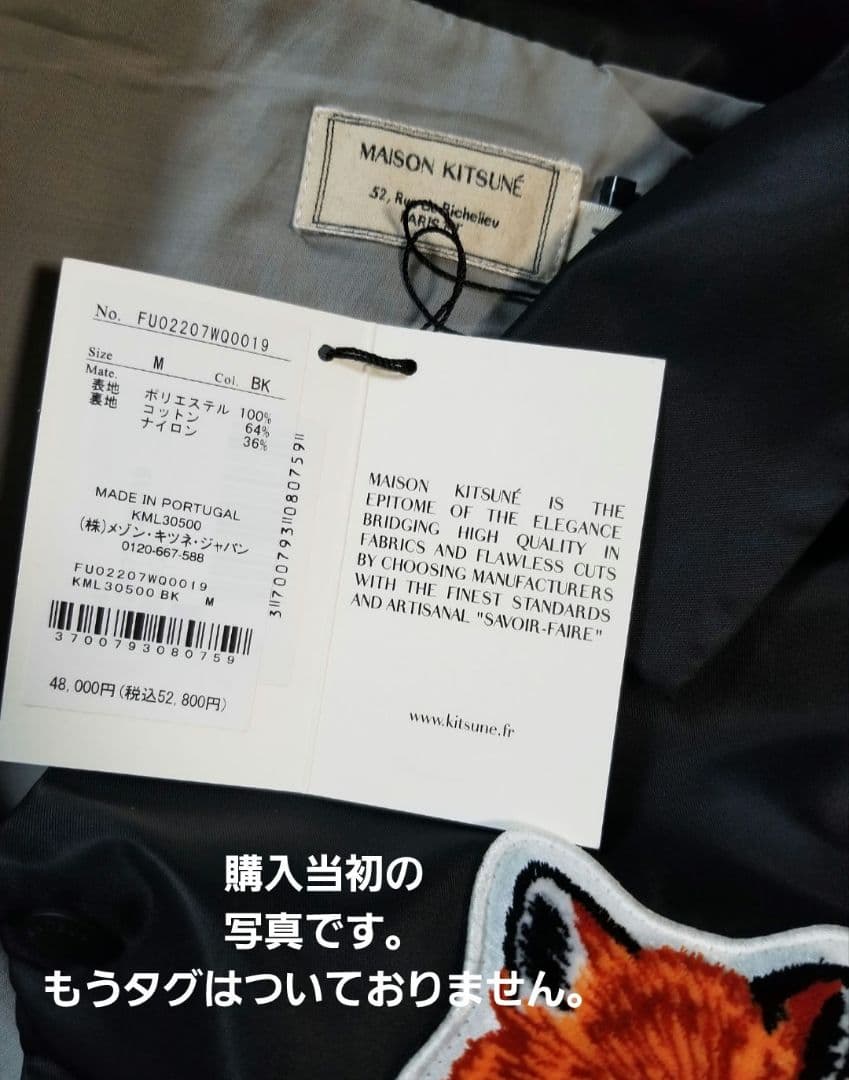 MAISON KITSUNÉ
52, Rue de Richelieu
PARIS
No. FU02207WQ0019
Size M Col. BK
Mate.
表地 ポリエステル 100%
裏地 コットン 64%
ナイロン 36%
MADE IN PORTUGAL
KML30500
(株)メゾン・キツネ・ジャパン
0120-667-588
FU02207WQ0019
KML30500 BK M
3700793080759
48,000円(税込52,800円)
3||700793||080759||
MAISON KITSUNÉ IS THE
EPITOME OF THE ELEGANCE
BRIDGING HIGH QUALITY IN
FABRICS AND FLAWLESS CUTS
BY CHOOSING MANUFACTURERS
WITH THE FINEST STANDARDS
AND ARTISANAL "SAVOIR-FAIRE"
www.kitsune.fr
購入当初の
写真です。
もうタグはついておりません。